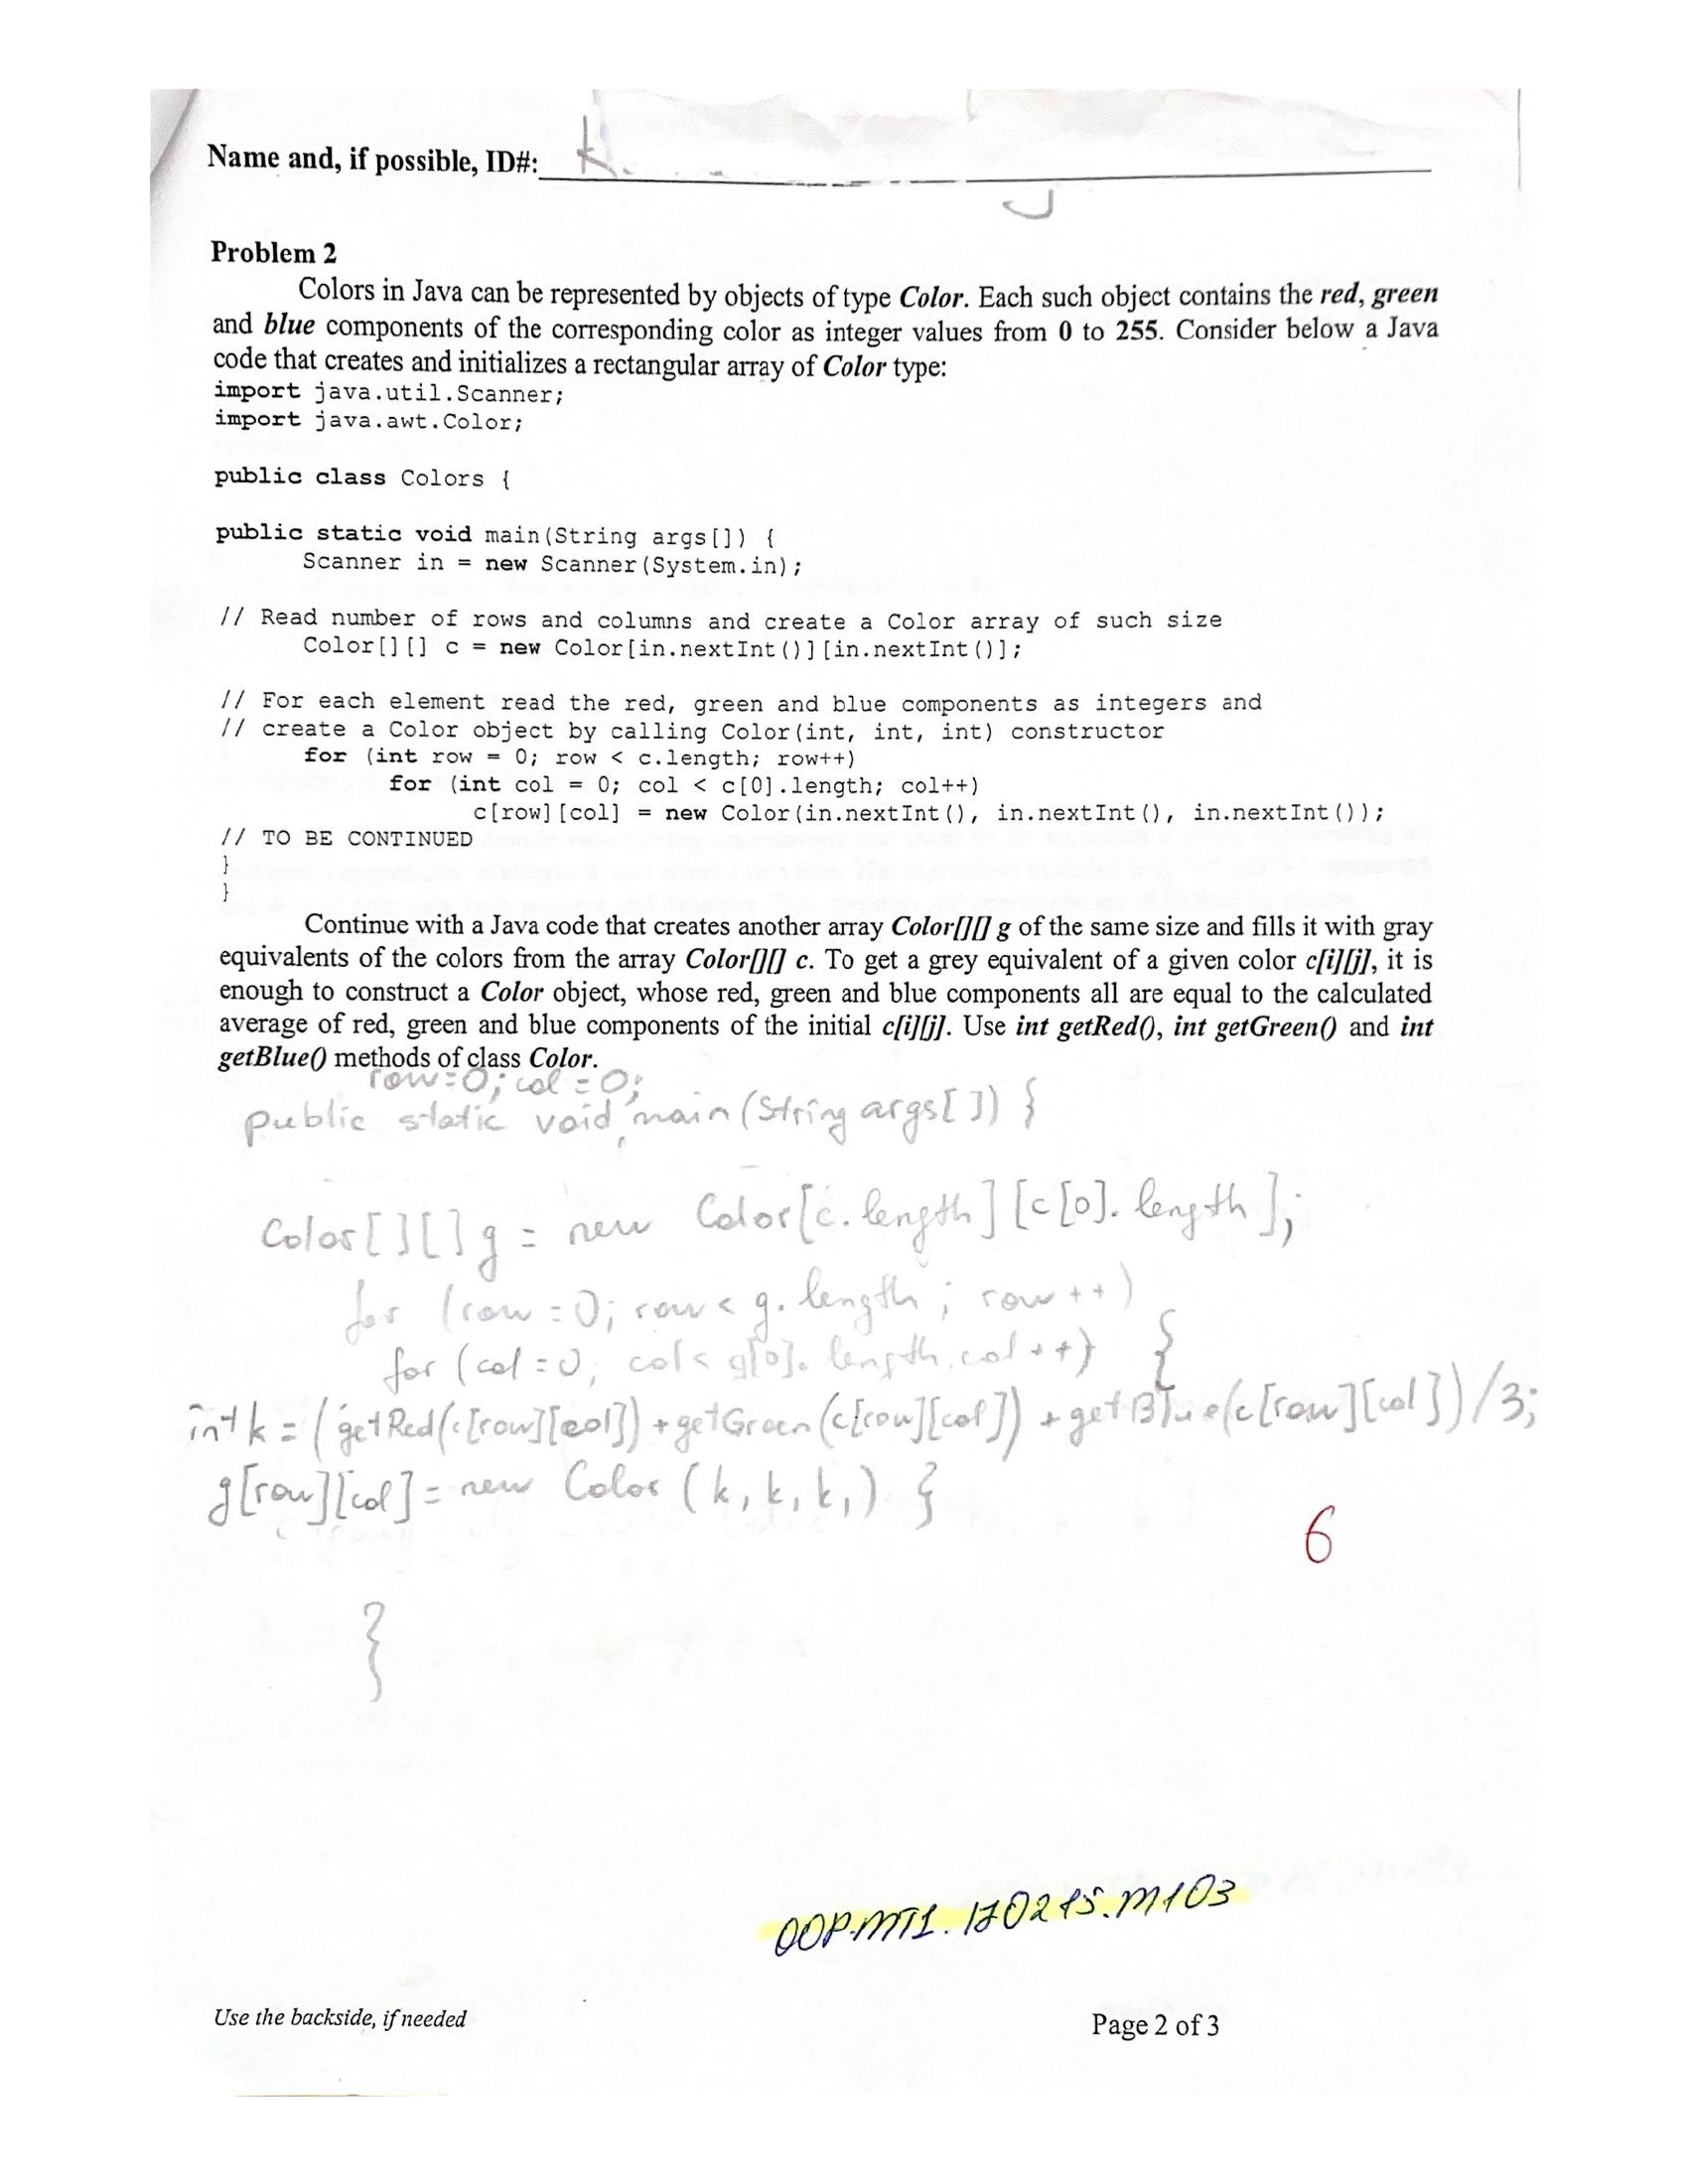 Name and, if possible, ID#: k
Problem 2
Colors in Java can be represented by objects of type Color. Each such object contains the red, green
and blue components of the corresponding color as integer values from 0 to 255. Consider below a Java
code that creates and initializes a rectangular array of Color type:
import java.util.Scanner;
import java.awt.Color;
public class Colors {
public static void main(String args[]) {
Scanner in = new Scanner(System.in);
// Read number of rows and columns and create a Color array of such size
Color[][] c = new Color[in.nextInt()][in.nextInt()];
// For each element read the red, green and blue components as integers and
// create a Color object by calling Color(int, int, int) constructor
for (int row = 0; row < c.length; row++)
for (int col = 0; col < c[0].length; col++)
c[row][col] = new Color(in.nextInt(), in.nextInt(), in.nextInt());
// TO BE CONTINUED
}
}
Continue with a Java code that creates another array Color[][] g of the same size and fills it with gray
equivalents of the colors from the array Color[][] c. To get a grey equivalent of a given color c[i][j], it is
enough to construct a Color object, whose red, green and blue components all are equal to the calculated
average of red, green and blue components of the initial c[i][j]. Use int getRed(), int getGreen() and int
getBlue() methods of class Color.
row=0; col=0;
public static void main(String args[]) {
Color[][] g = new Color[c.length][c[0].length];
for (row=0; row < g.length; row++)
for (col=0; col< g[0].length, col++) {
int k = (getRed(c[row][col]) + getGreen(c[row][col]) + getBlue(c[row][col]))/3;
g[row][col] = new Color (k, k, k,) }
6
}
OOP.MT1.170215.M103
Use the backside, if needed
Page 2 of 3